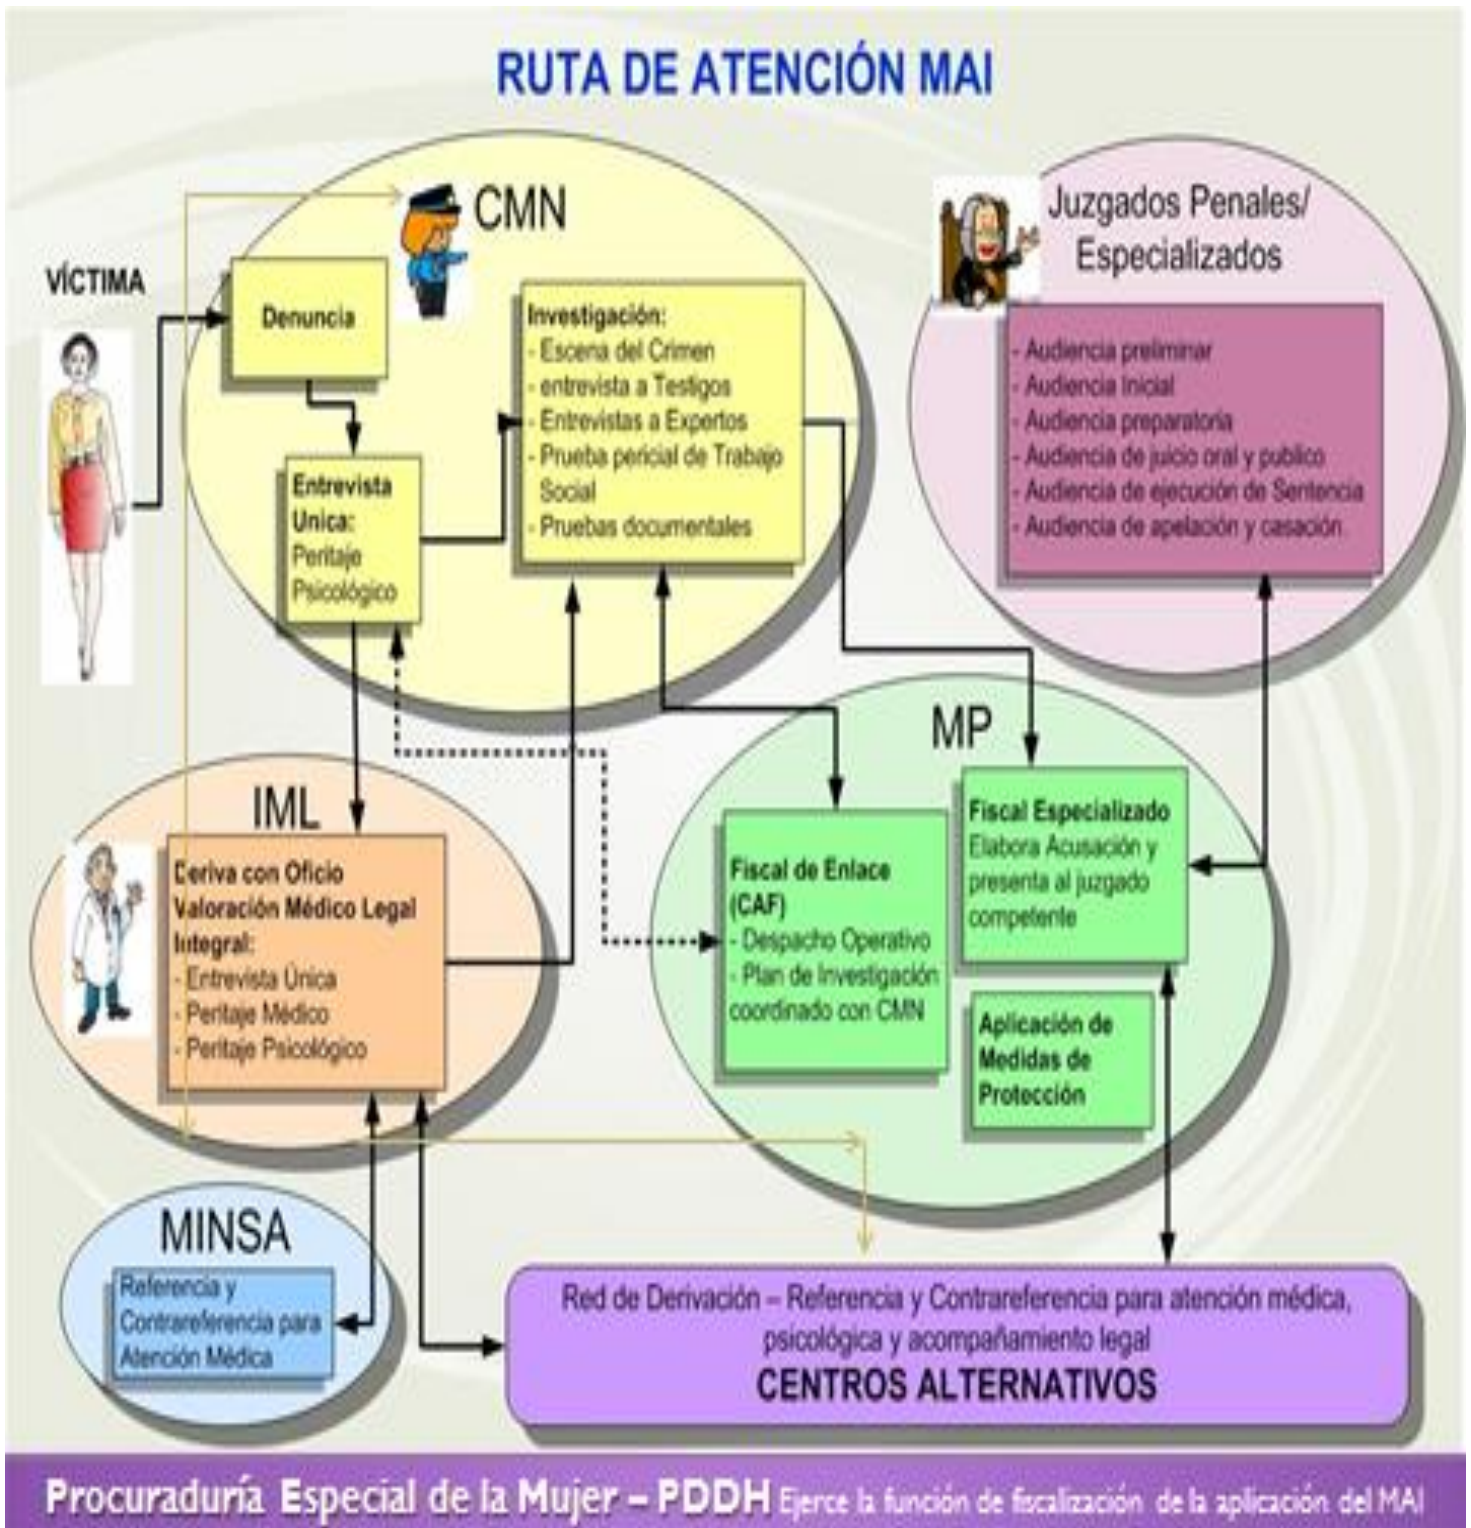 RUTA DE ATENCIÓN MAI
VÍCTIMA
CMN
Denuncia
Entrevista
Unica:
Peritaje
Psicológico
Investigación:
- Escena del Crimen
- entrevista a Testigos
- Entrevistas a Expertos
- Prueba pericial de Trabajo
Social
- Pruebas documentales
Juzgados Penales/
Especializados
- Audiencia preliminar
- Audiencia Inicial
- Audiencia preparatoria
- Audiencia de juicio oral y publico
- Audiencia de ejecución de Sentencia
- Audiencia de apelación y casación.
IML
Deriva con Oficio
Valoración Médico Legal
Integral:
- Entrevista Única
- Peritaje Médico
- Peritaje Psicológico
MP
Fiscal de Enlace
(CAF)
- Despacho Operativo
- Plan de Investigación
coordinado con CMN
Fiscal Especializado
Elabora Acusación y
presenta al juzgado
competente
Aplicación de
Medidas de
Protección
MINSA
Referencia y
Contrareferencia para
Atención Médica
Red de Derivación – Referencia y Contrareferencia para atención médica,
psicológica y acompañamiento legal
CENTROS ALTERNATIVOS
Procuraduría Especial de la Mujer – PDDH Ejerce la función de fiscalización de la aplicación del MAI